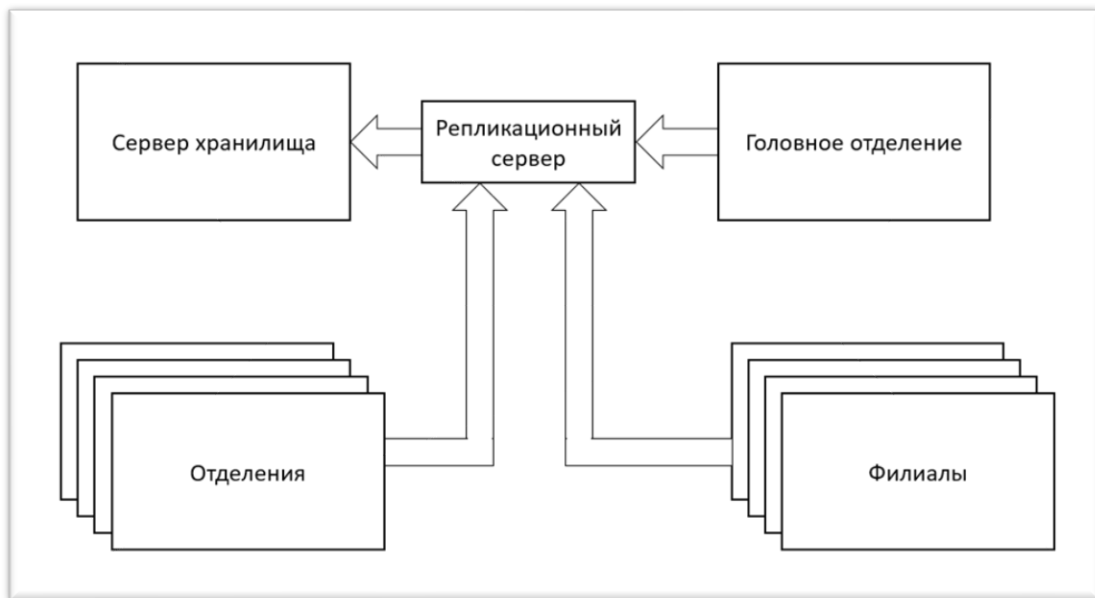 Сервер хранилища
Репликационный
сервер
Головное отделение
Отделения
Филиалы